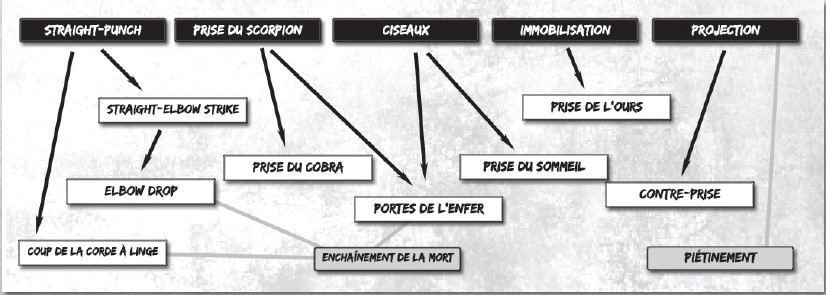 STRAIGHT-PUNCH
PRISE DU SCORPION
CISEAUX
IMMOBILISATION
PROJECTION
STRAIGHT-ELBOW STRIKE
PRISE DE L'OURS
PRISE DU COBRA
PRISE DU SOMMEIL
ELBOW DROP
CONTRE-PRISE
PORTES DE L'ENFER
COUP DE LA CORDE À LINGE
ENCHAÎNEMENT DE LA MORT
PIÉTINEMENT